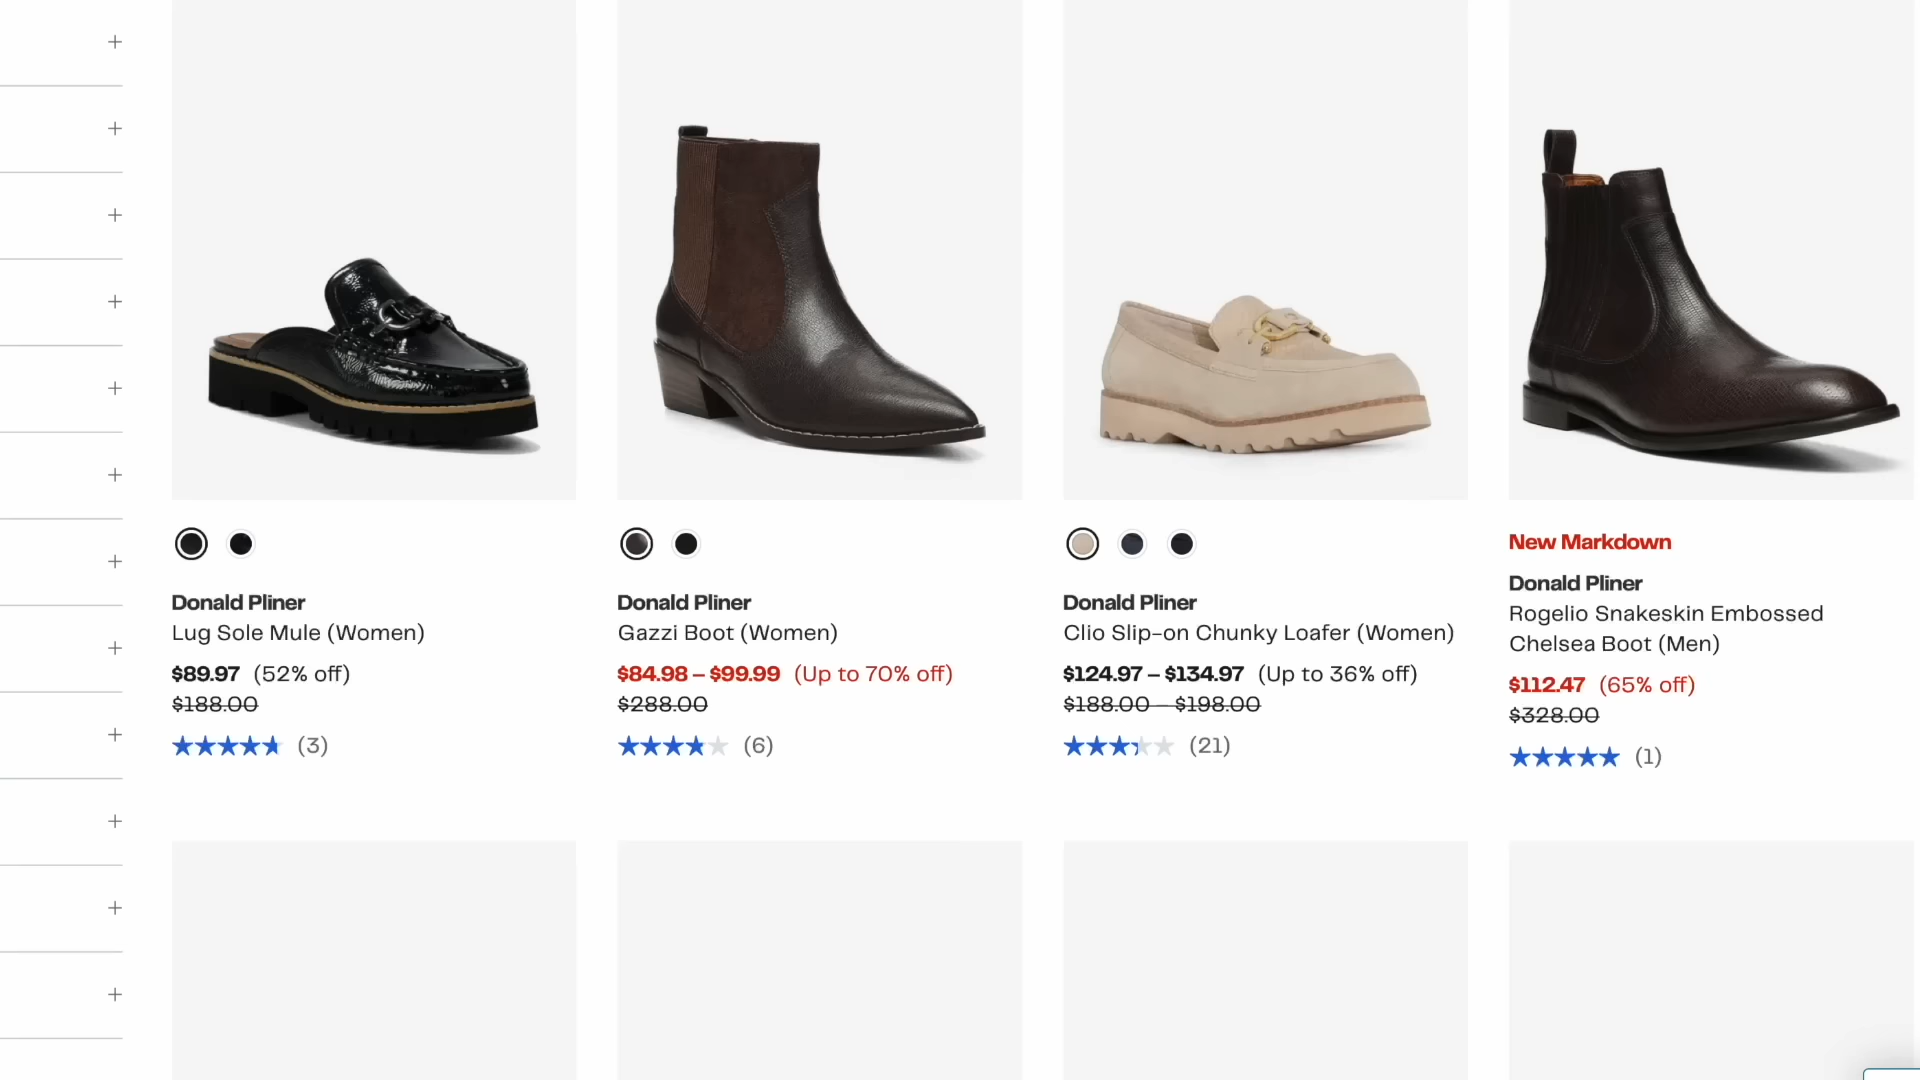 Donald Pliner
Lug Sole Mule (Women)
$89.97 (52% off)
$188.00
(3)
Donald Pliner
Gazzi Boot (Women)
$84.98 – $99.99 (Up to 70% off)
$288.00
(6)
Donald Pliner
Clio Slip-on Chunky Loafer (Women)
$124.97 – $134.97 (Up to 36% off)
$188.00 – $198.00
(21)
New Markdown
Donald Pliner
Rogelio Snakeskin Embossed
Chelsea Boot (Men)
$112.47 (65% off)
$328.00
(1)